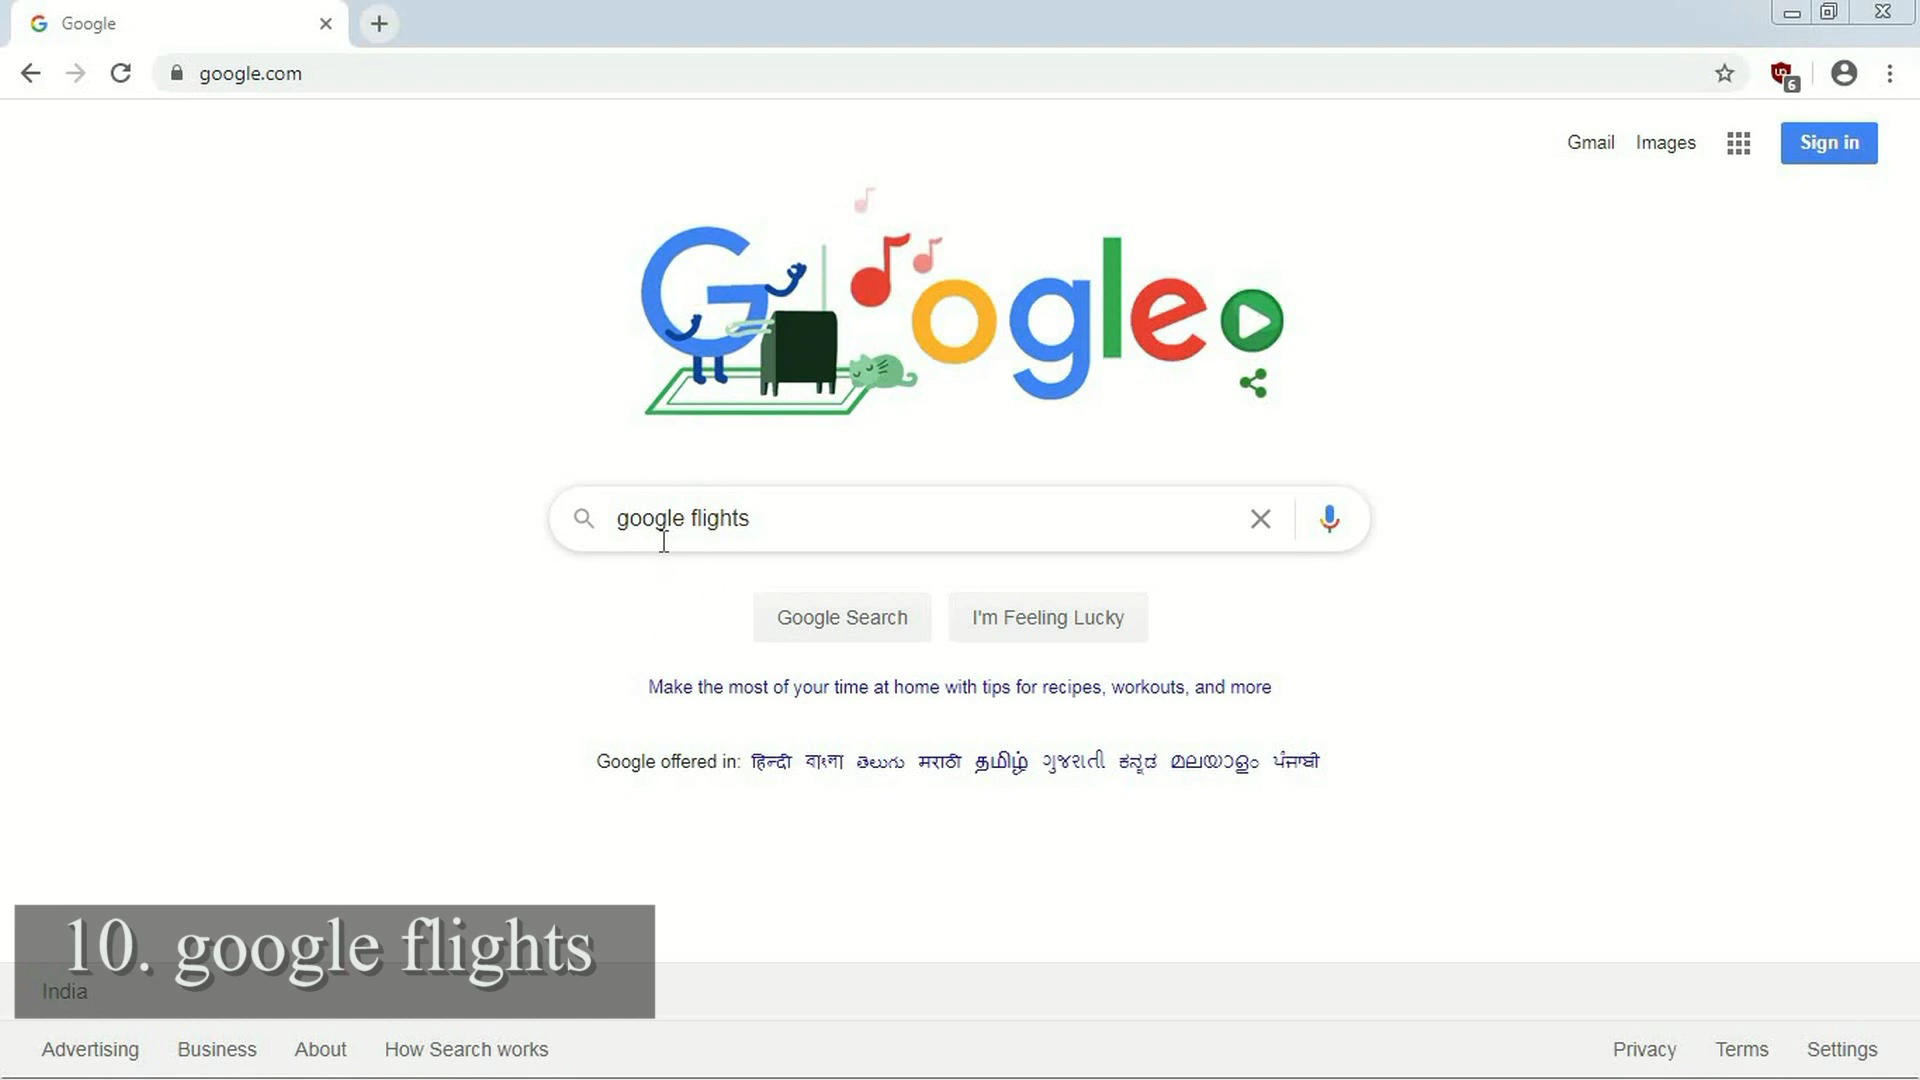 Google
google.com
6
Gmail Images Sign in
Google
google flights
Google Search I'm Feeling Lucky
Make the most of your time at home with tips for recipes, workouts, and more
Google offered in: हिन्दी বাংলা తెలుగు मराठी தமிழ் ગુજરાતી ಕನ್ನಡ മലയാളം ਪੰਜਾਬੀ
10. google flights
India
Advertising Business About How Search works Privacy Terms Settings